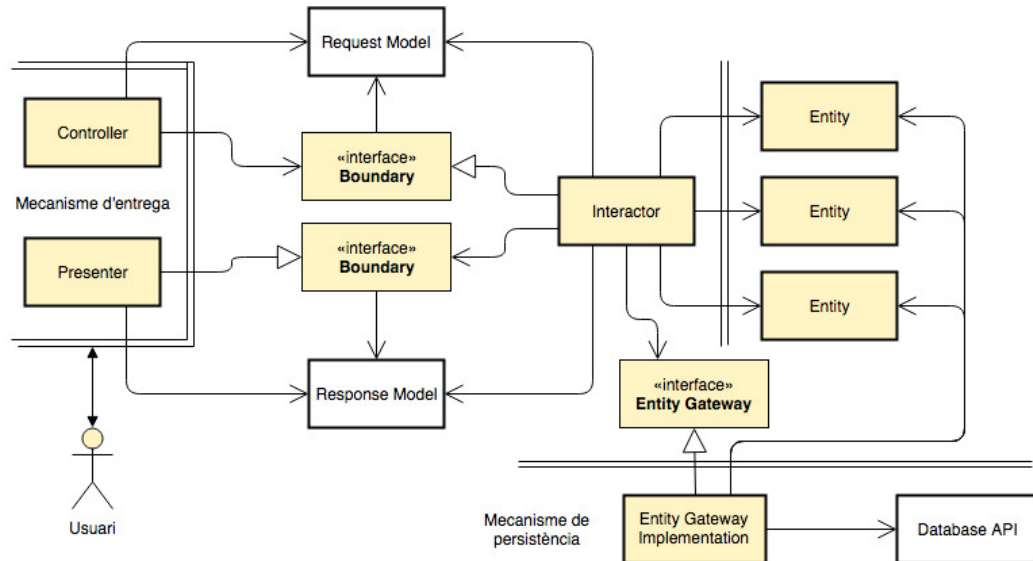 Request Model
Controller
«interface»
Boundary
Mecanisme d'entrega
Presenter
«interface»
Boundary
Response Model
Interactor
Entity
Entity
Entity
«interface»
Entity Gateway
Usuari
Mecanisme de
persistència
Entity Gateway
Implementation
Database API